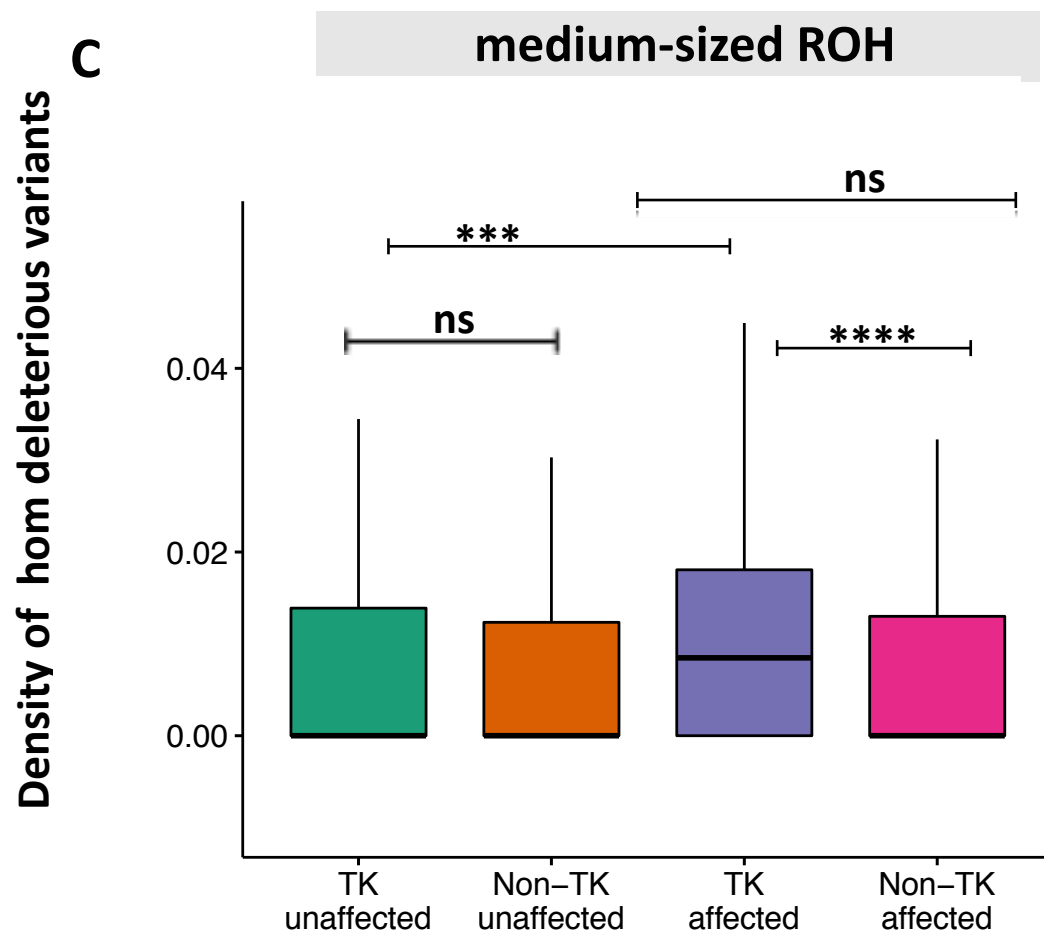 C
medium-sized ROH
Density of hom deleterious variants
ns
***
ns
****
0.04
0.02
0.00
TK
unaffected
Non−TK
unaffected
TK
affected
Non−TK
affected